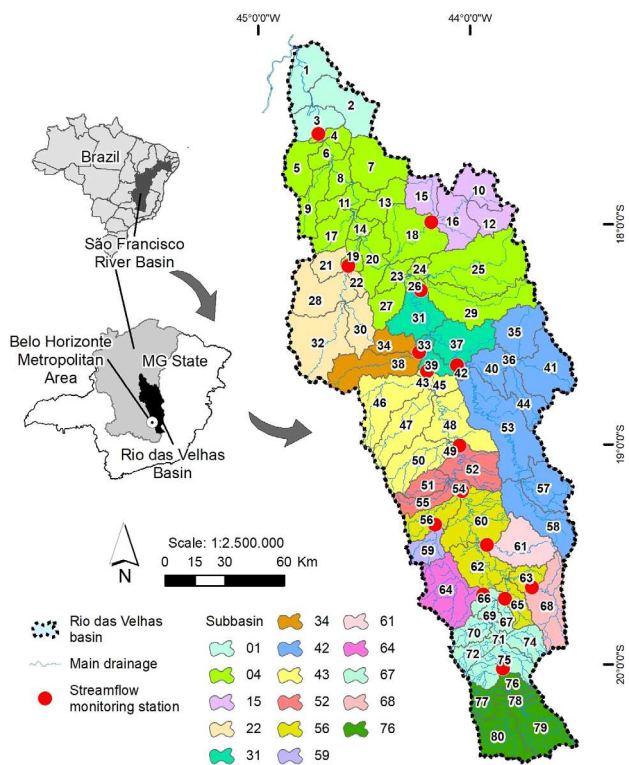 45°0'0"W 44°0'0"W
1
2
3
4
6
5 8 7
10
15
9 11 13
16 12
14
17 18
18°0'0"S
19 20
21 24 25
22 23
26
28 27 29
31
30 35
34 33 37
32 36
38 39 40 41
42
43 45
46 44
47 48 53
19°0'0"S
49
50 52
51 54 57
55
56 60 58
61
59
62
63
64 66 65 68
69 67
70 71 74
72
75
20°0'0"S
76
77 78
79
80
Brazil
São Francisco
River Basin
Belo Horizonte
Metropolitan
Area
MG State
Rio das Velhas
Basin
N
Scale: 1:2.500.000
0 15 30 60 Km
Rio das Velhas
basin
Main drainage
Streamflow
monitoring station
Subbasin
01
04
15
22
31
34
42
43
52
56
59
61
64
67
68
76